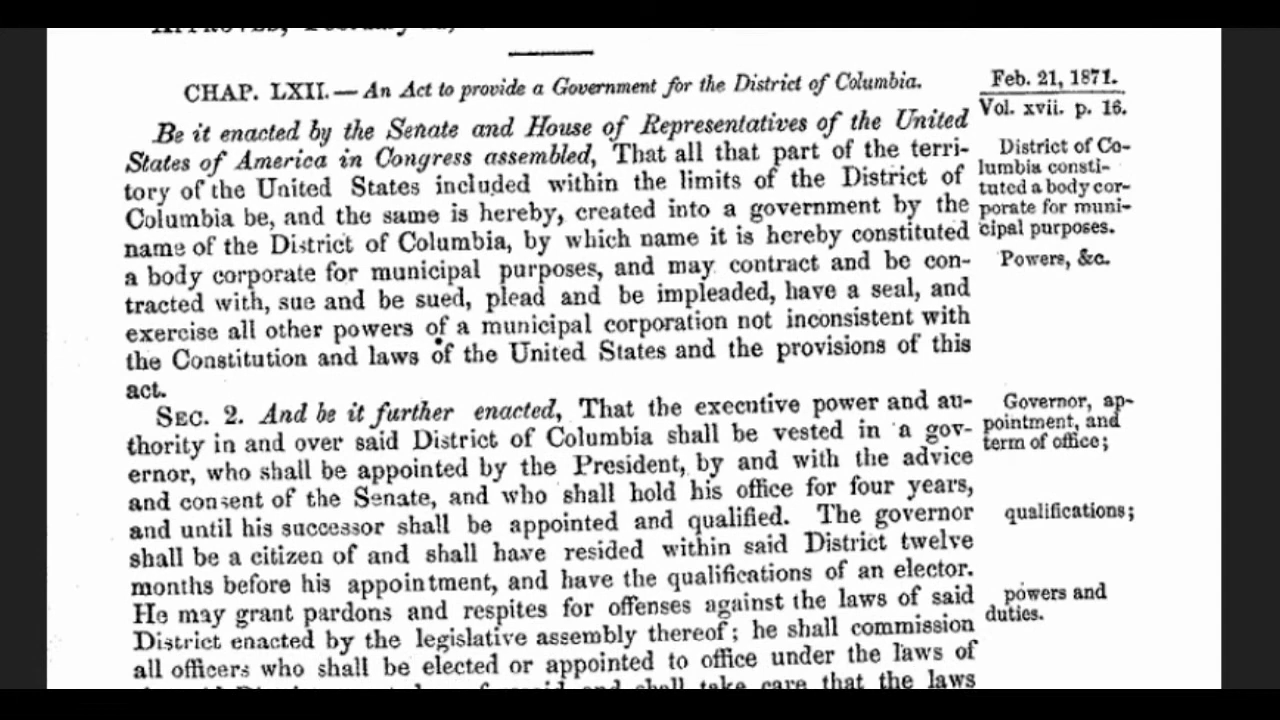 CHAP. LXII. — An Act to provide a Government for the District of Columbia.
Feb. 21, 1871.
Vol. xvii. p. 16.
Be it enacted by the Senate and House of Representatives of the United
States of America in Congress assembled, That all that part of the terri-
tory of the United States included within the limits of the District of
Columbia be, and the same is hereby, created into a government by the
name of the District of Columbia, by which name it is hereby constituted
a body corporate for municipal purposes, and may contract and be con-
tracted with, sue and be sued, plead and be impleaded, have a seal, and
exercise all other powers of a municipal corporation not inconsistent with
the Constitution and laws of the United States and the provisions of this
act.
District of Co-
lumbia consti-
tuted a body cor-
porate for muni-
cipal purposes.
Powers, &c.
SEC. 2. And be it further enacted, That the executive power and au-
thority in and over said District of Columbia shall be vested in a gov-
ernor, who shall be appointed by the President, by and with the advice
and consent of the Senate, and who shall hold his office for four years,
and until his successor shall be appointed and qualified. The governor
shall be a citizen of and shall have resided within said District twelve
months before his appointment, and have the qualifications of an elector.
He may grant pardons and respites for offenses against the laws of said
District enacted by the legislative assembly thereof; he shall commission
all officers who shall be elected or appointed to office under the laws of
shall take care that the laws
Governor, ap-
pointment, and
term of office;
qualifications;
powers and
duties.